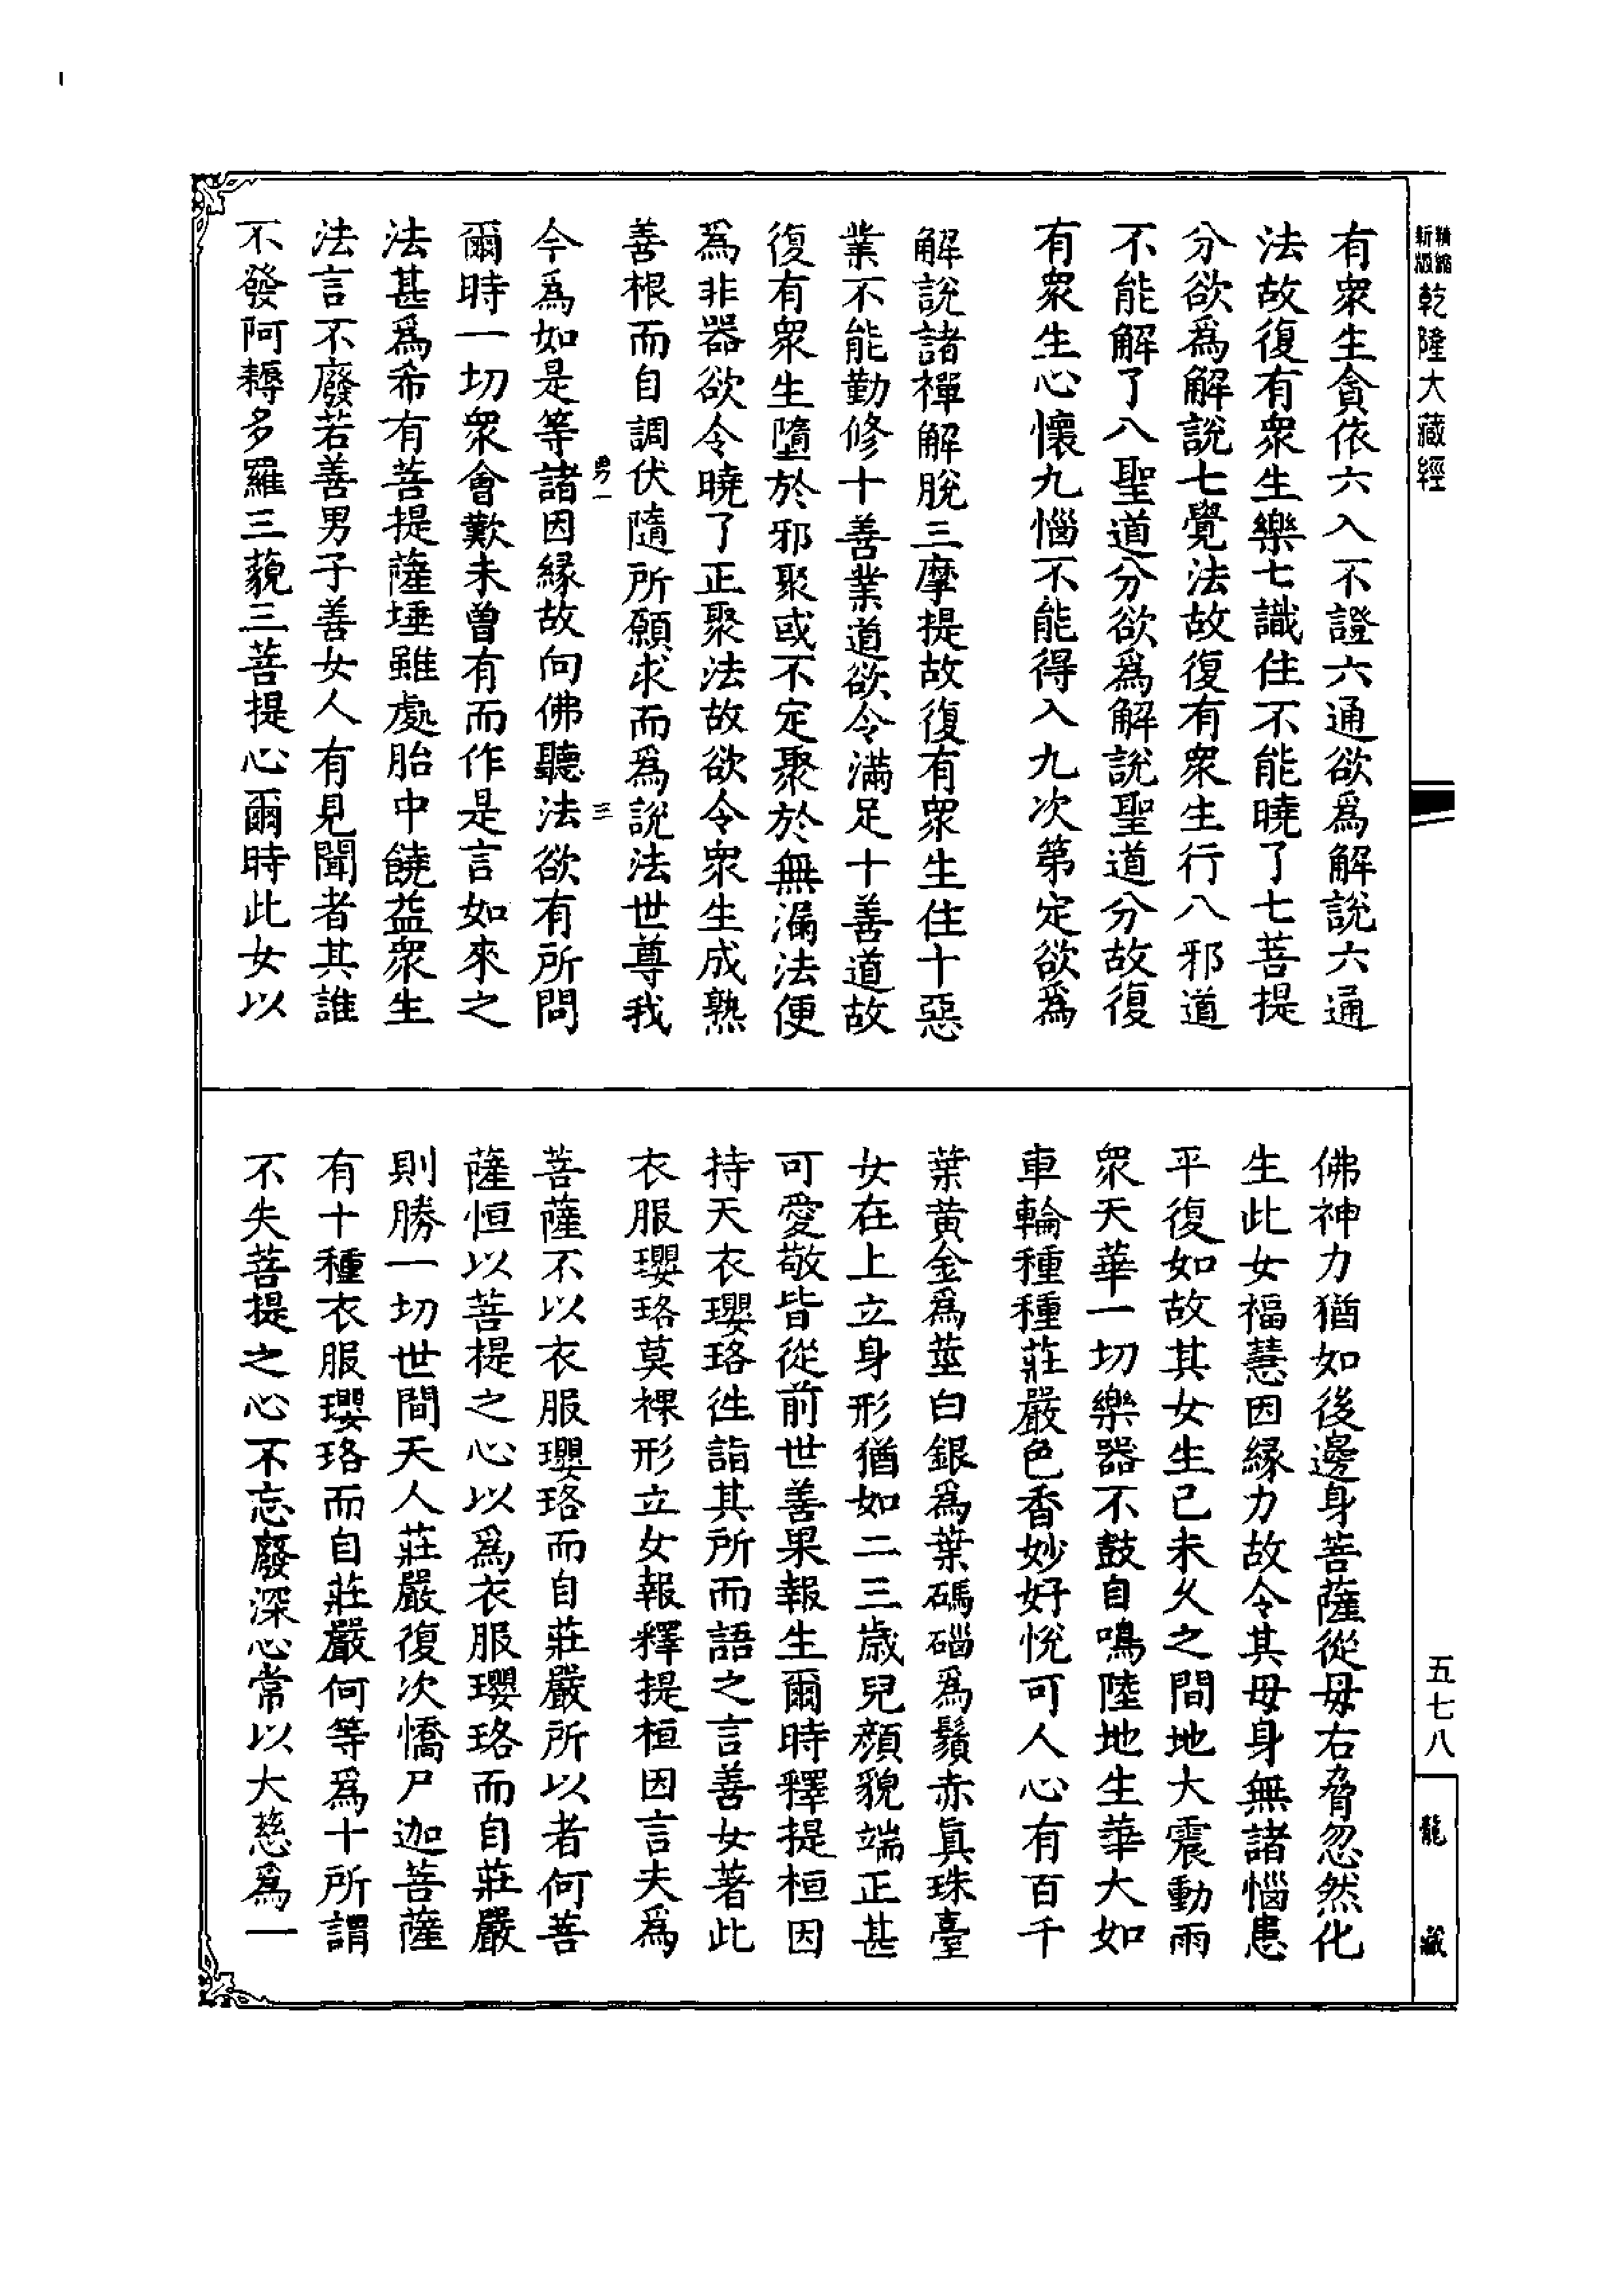 精縮新版乾隆大藏經
有衆生貪依六入不證六通欲爲解說六通
法故復有衆生樂七識住不能曉了七菩提
分欲爲解說七覺法故復有衆生行八邪道
不能解了八聖道分欲爲解說聖道分故復
有衆生心懷九惱不能得入九次第定欲爲
解說諸禪解脫三摩提故復有衆生住十惡
業不能勤修十善業道欲令滿足十善道故
復有衆生墮於邪聚或不定聚於無漏法便
爲非器欲令曉了正聚法故欲令衆生成熟
善根而自調伏隨所願求而爲說法世尊我
三
今爲如是等諸因緣故向佛聽法欲有所問
爾時一切衆會歎未曾有而作是言如來之
法甚爲希有菩提薩埵雖處胎中饒益衆生
法言不廢若善男子善女人有見聞者其誰
不發阿耨多羅三藐三菩提心爾時此女以
佛神力猶如後邊身菩薩從母右脅忽然化
生此女福慧因緣力故令其母身無諸惱患
平復如故其女生已未久之間地大震動雨
衆天華一切樂器不鼓自鳴陸地生華大如
車輪種種莊嚴色香妙好悅可人心有百千
葉黃金爲莖白銀爲葉碼碯爲鬚赤眞珠臺
女在上立身形猶如二三歲兒顏貌端正甚
可愛敬皆從前世善果報生爾時釋提桓因
持天衣瓔珞往詣其所而語之言善女著此
衣服瓔珞莫裸形立女報釋提桓因言夫爲
菩薩不以衣服瓔珞而自莊嚴所以者何菩
薩恒以菩提之心以爲衣服瓔珞而自莊嚴
則勝一切世間天人莊嚴復次憍尸迦菩薩
有十種衣服瓔珞而自莊嚴何等爲十所謂
不失菩提之心不忘廢深心常以大慈爲一
五七八
龍藏